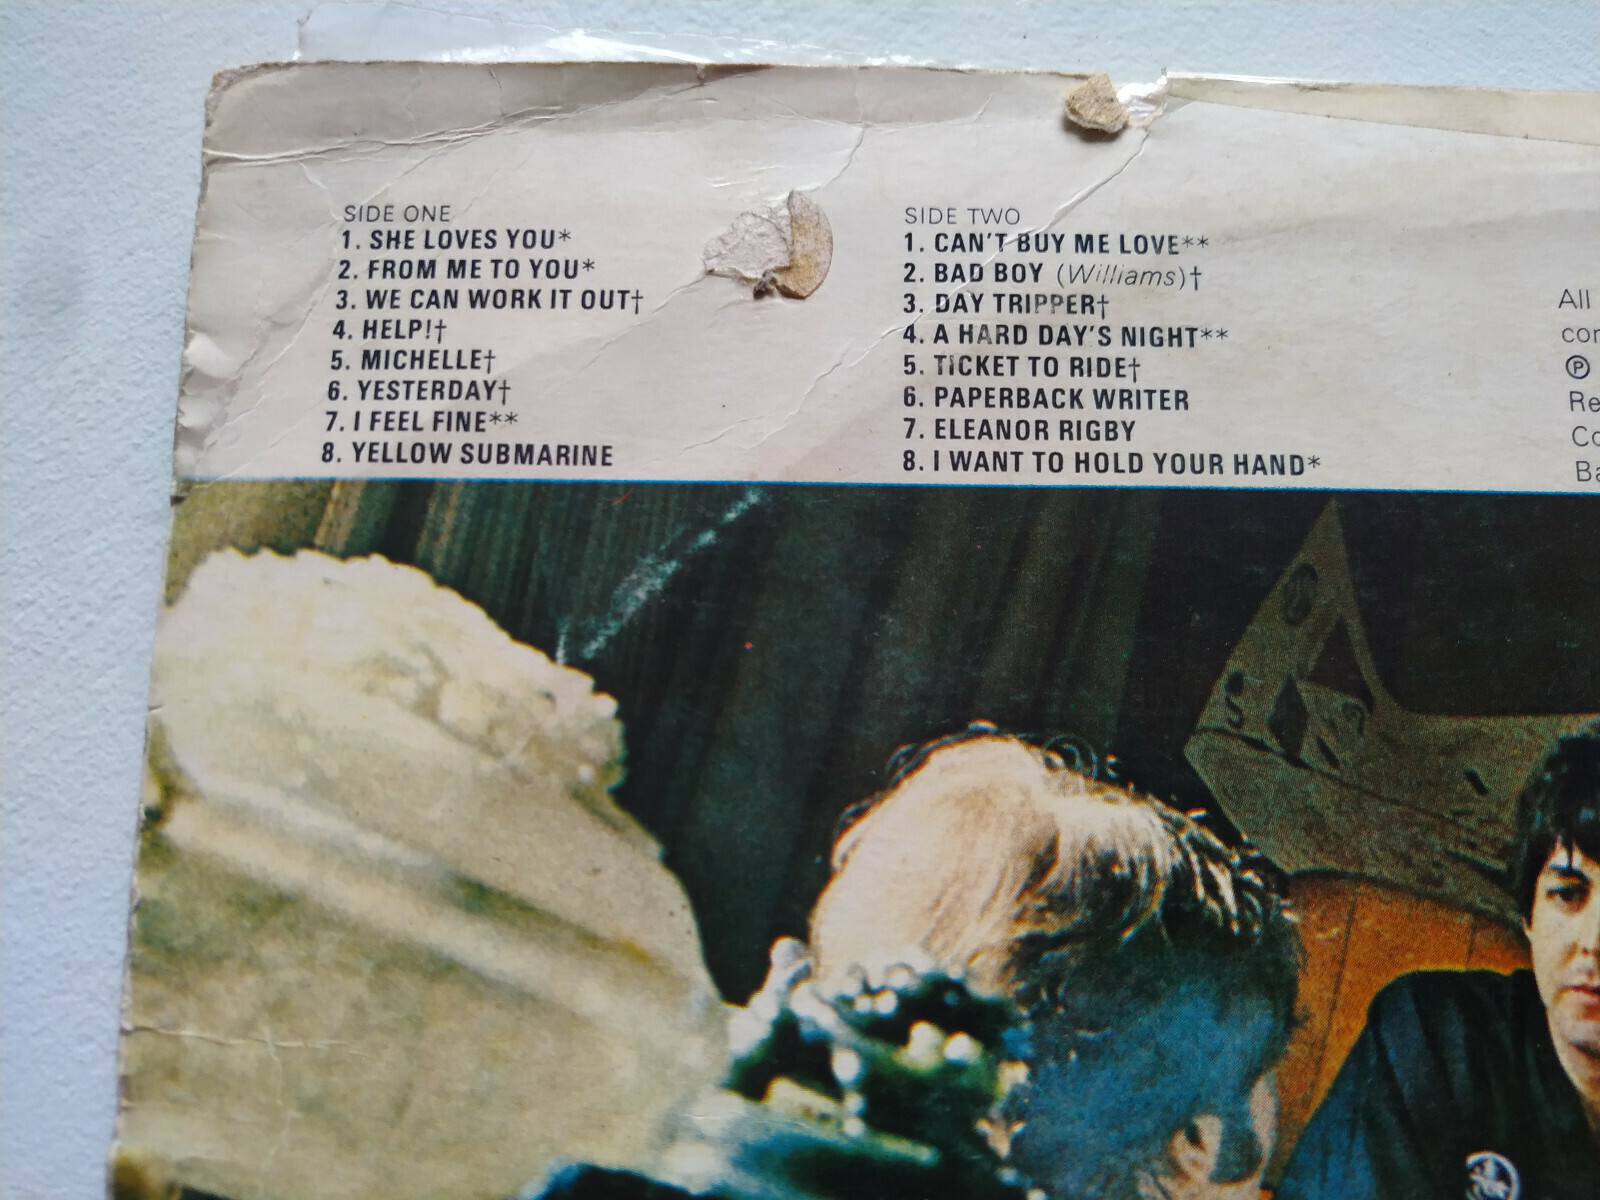 SIDE ONE
1. SHE LOVES YOU*
2. FROM ME TO YOU*
3. WE CAN WORK IT OUT†
4. HELP!†
5. MICHELLE†
6. YESTERDAY†
7. I FEEL FINE**
8. YELLOW SUBMARINE
SIDE TWO
1. CAN'T BUY ME LOVE**
2. BAD BOY (Williams)†
3. DAY TRIPPER†
4. A HARD DAY'S NIGHT**
5. TICKET TO RIDE†
6. PAPERBACK WRITER
7. ELEANOR RIGBY
8. I WANT TO HOLD YOUR HAND*
All
℗